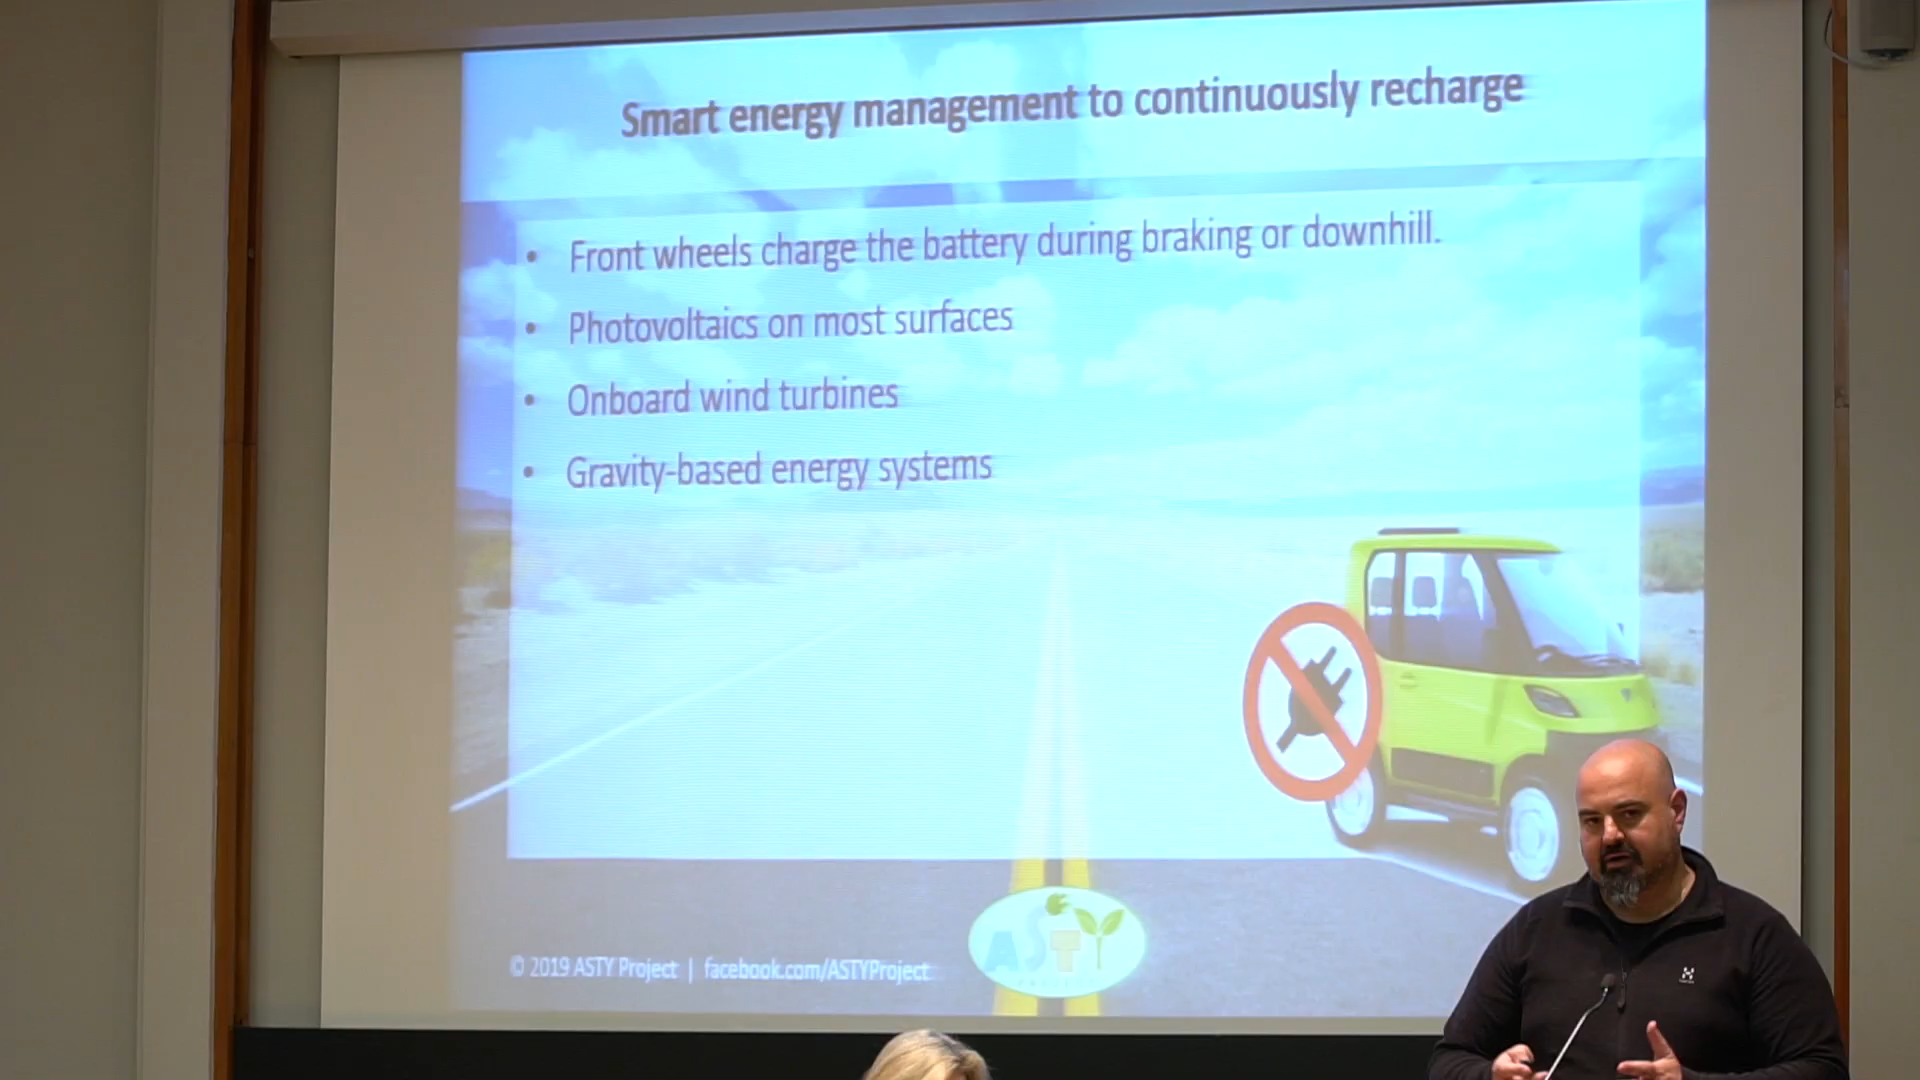 Smart energy management to continuously recharge
• Front wheels charge the battery during braking or downhill.
• Photovoltaics on most surfaces
• Onboard wind turbines
• Gravity-based energy systems
© 2019 ASTY Project | facebook.com/ASTYProject
ASTY